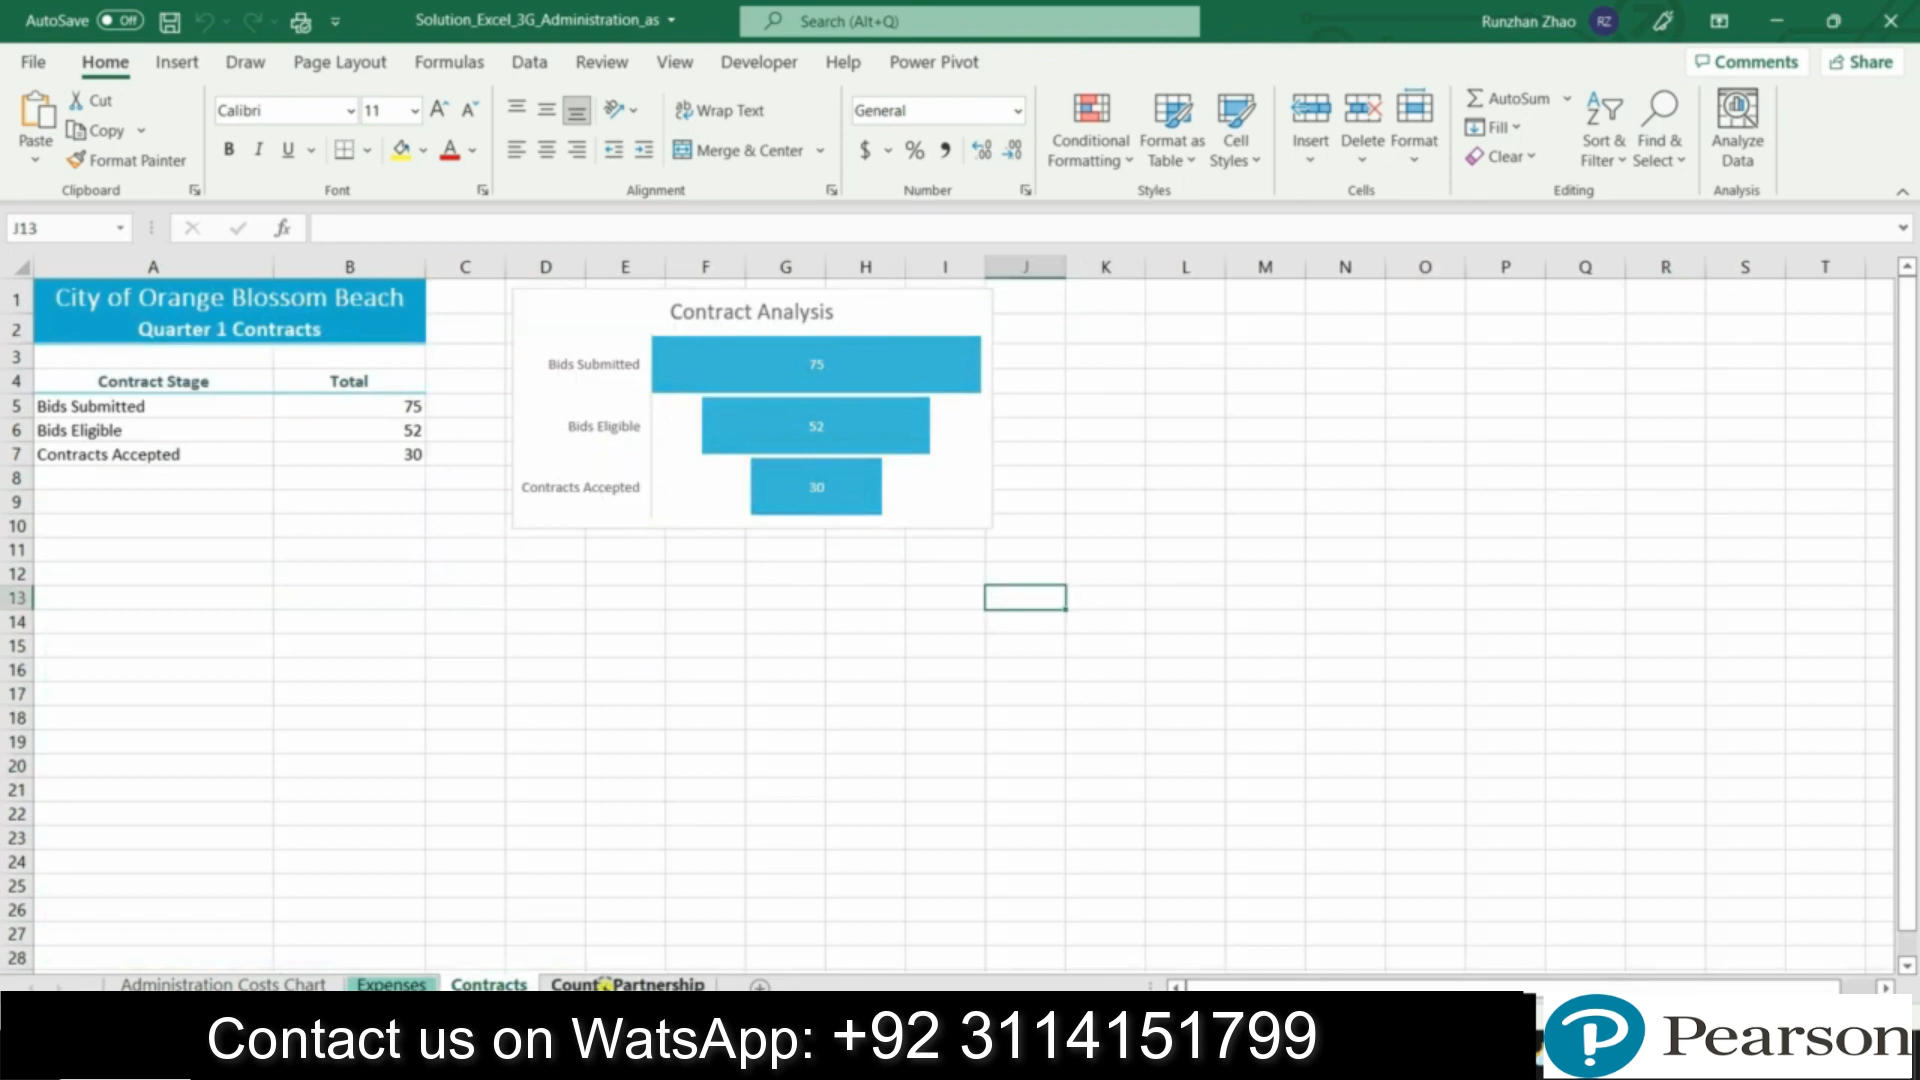 AutoSave Off Solution_Excel_3G_Administration_as Search (Alt+Q) Runzhan Zhao RZ
File Home Insert Draw Page Layout Formulas Data Review View Developer Help Power Pivot Comments Share
Paste Cut Copy Format Painter
Calibri 11
Wrap Text
Merge & Center
General
Conditional Formatting Format as Table Cell Styles
Insert Delete Format
AutoSum Fill Clear
Sort & Filter Find & Select
Analyze Data
Clipboard Font Alignment Number Styles Cells Editing Analysis
J13
A B C D E F G H I J K L M N O P Q R S T
1 City of Orange Blossom Beach
2 Quarter 1 Contracts
3
4 Contract Stage Total
5 Bids Submitted 75
6 Bids Eligible 52
7 Contracts Accepted 30
8
9
10
11
12
13
14
15
16
17
18
19
20
21
22
23
24
25
26
27
28
Contract Analysis
Bids Submitted 75
Bids Eligible 52
Contracts Accepted 30
Administration Costs Chart Expenses Contracts Partnership
Contact us on WatsApp: +92 3114151799
Pearson